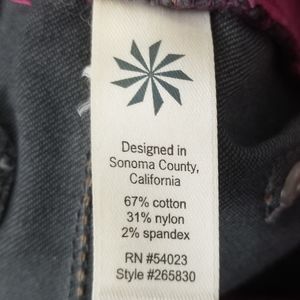 Designed in
Sonoma County,
California
67% cotton
31% nylon
2% spandex
RN #54023
Style #265830